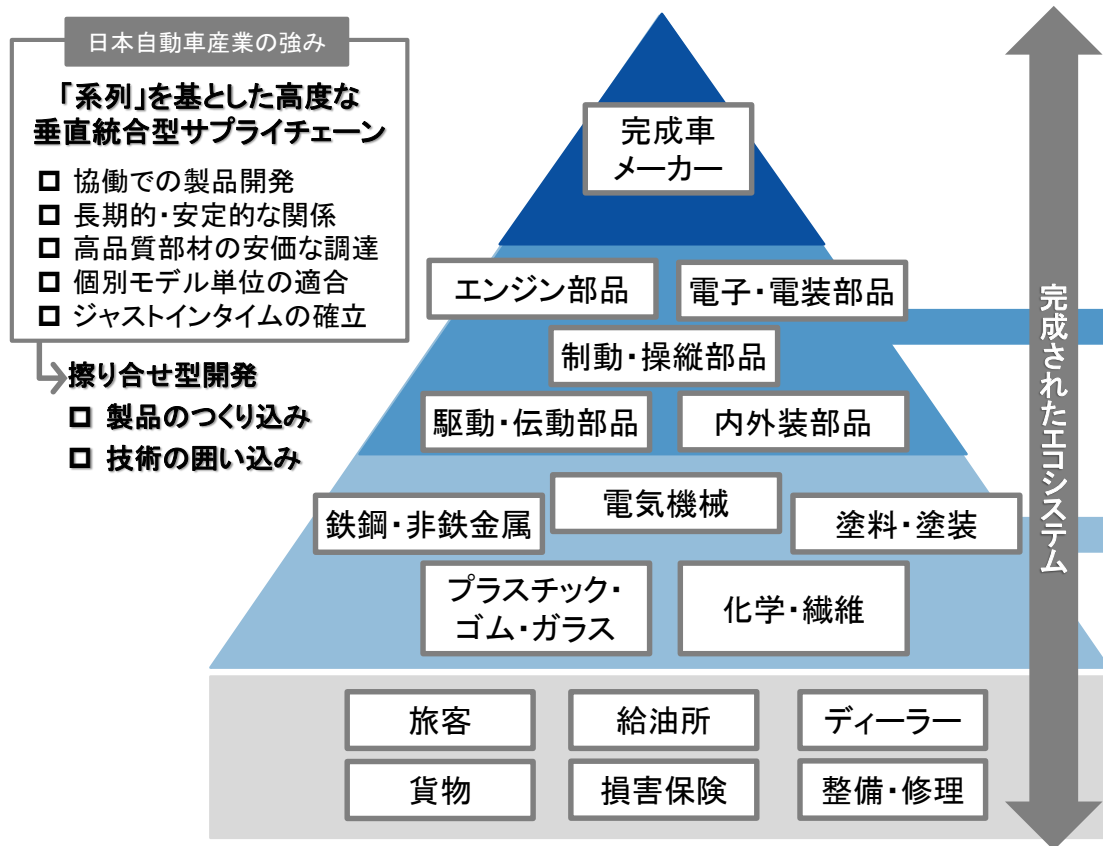 日本自動車産業の強み
「系列」を基とした高度な
垂直統合型サプライチェーン
協働での製品開発
長期的・安定的な関係
高品質部材の安価な調達
個別モデル単位の適合
ジャストインタイムの確立
擦り合せ型開発
製品のつくり込み
技術の囲い込み
完成車
メーカー
エンジン部品
電子・電装部品
制動・操縦部品
駆動・伝動部品
内外装部品
電気機械
鉄鋼・非鉄金属
塗料・塗装
プラスチック・
ゴム・ガラス
化学・繊維
旅客
給油所
ディーラー
貨物
損害保険
整備・修理
完成されたエコシステム